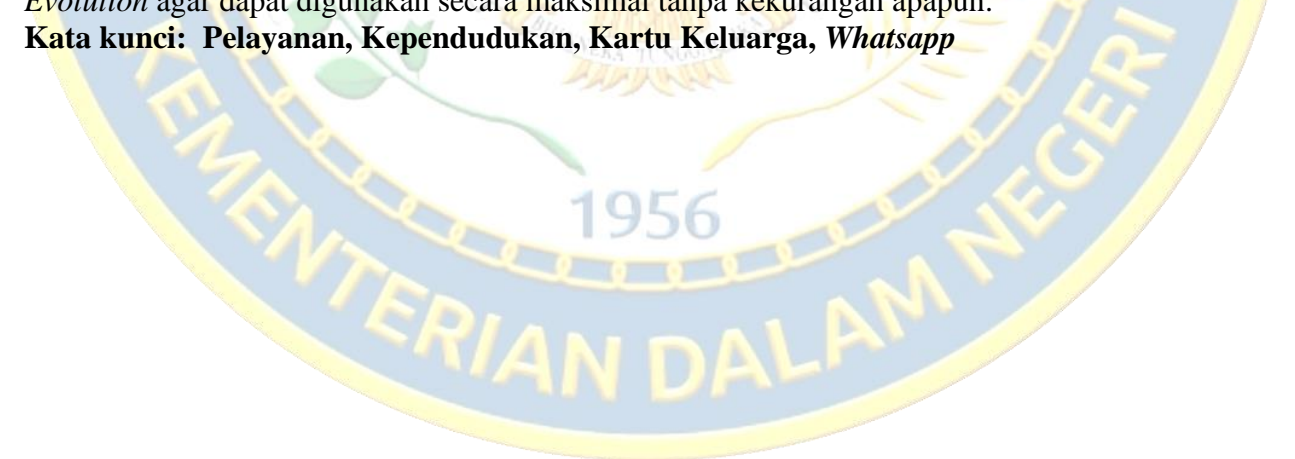 Evolution agar dapat digunakan secara maksimal tanpa kekurangan apapun.
Kata kunci: Pelayanan, Kependudukan, Kartu Keluarga, Whatsapp
1956
KEMENTERIAN DALAM NEGERI